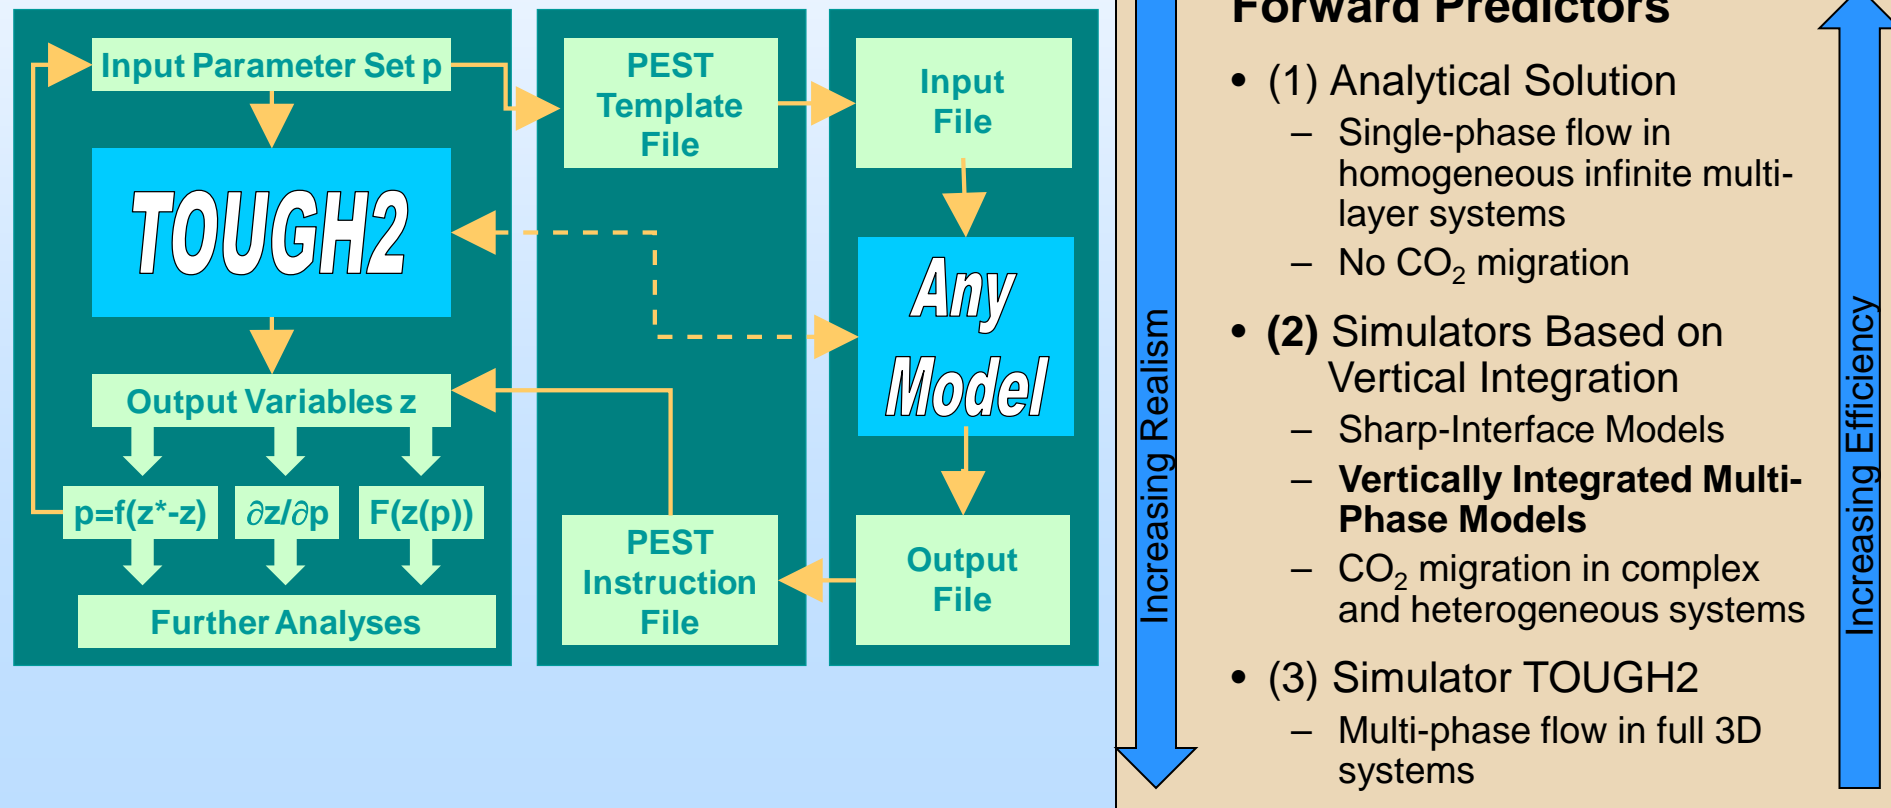 Input Parameter Set p
TOUGH2
Output Variables z
p=f(z*-z)
∂z/∂p
F(z(p))
Further Analyses
PEST
Template
File
PEST
Instruction
File
Input
File
Any
Model
Output
File
Increasing Realism
Forward Predictors
• (1) Analytical Solution
– Single-phase flow in
homogeneous infinite multi-
layer systems
– No CO₂ migration
• (2) Simulators Based on
Vertical Integration
– Sharp-Interface Models
– Vertically Integrated Multi-
Phase Models
– CO₂ migration in complex
and heterogeneous systems
• (3) Simulator TOUGH2
– Multi-phase flow in full 3D
systems
Increasing Efficiency